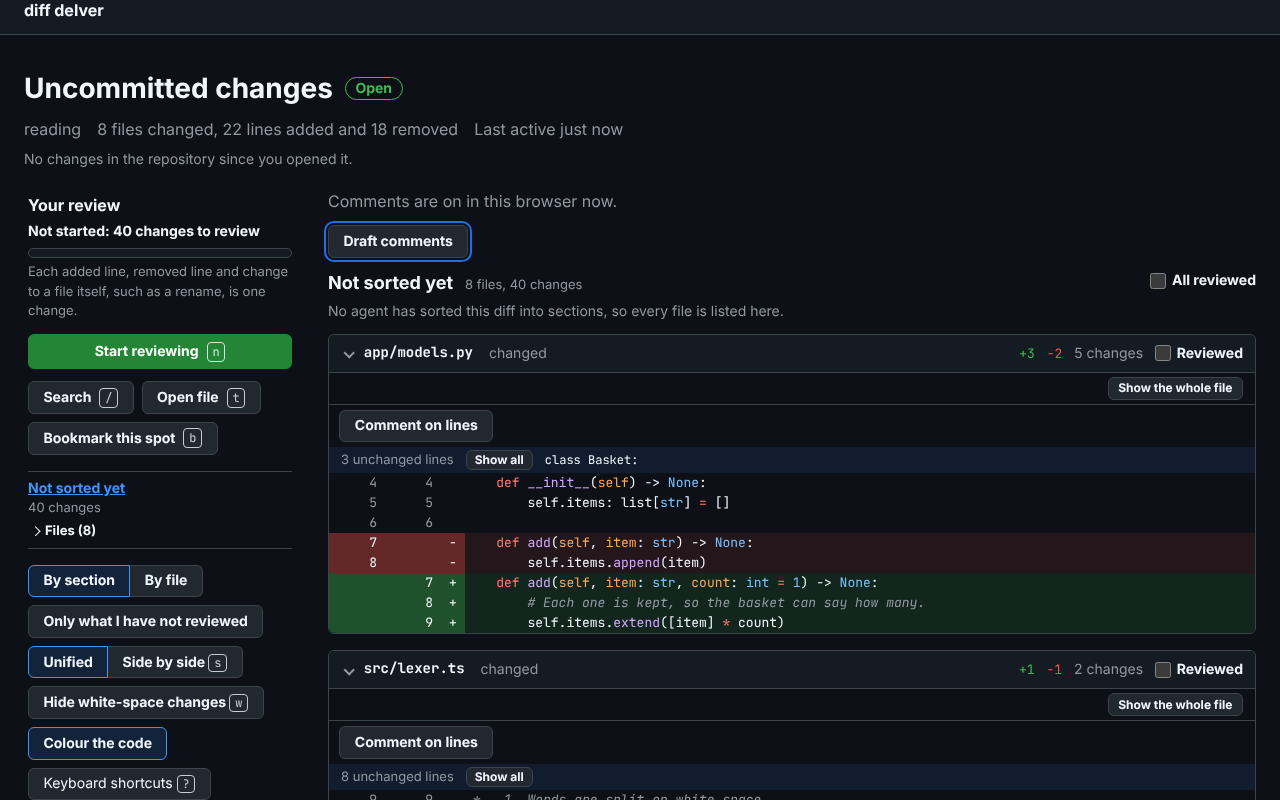 diff delver
Uncommitted changes Open
reading 8 files changed, 22 lines added and 18 removed Last active just now
No changes in the repository since you opened it.
Your review
Not started: 40 changes to review
Each added line, removed line and change
to a file itself, such as a rename, is one
change.
Start reviewing n
Search / Open file t
Bookmark this spot b
Not sorted yet
40 changes
Files (8)
By section By file
Only what I have not reviewed
Unified Side by side s
Hide white-space changes w
Colour the code
Keyboard shortcuts ?
Comments are on in this browser now.
Draft comments
Not sorted yet 8 files, 40 changes All reviewed
No agent has sorted this diff into sections, so every file is listed here.
app/models.py changed +3 -2 5 changes Reviewed
Show the whole file
Comment on lines
3 unchanged lines Show all class Basket:
4 4 def __init__(self) -> None:
5 5 self.items: list[str] = []
6 6
7 - def add(self, item: str) -> None:
8 - self.items.append(item)
7 + def add(self, item: str, count: int = 1) -> None:
8 + # Each one is kept, so the basket can say how many.
9 + self.items.extend([item] * count)
src/lexer.ts changed +1 -1 2 changes Reviewed
Show the whole file
Comment on lines
8 unchanged lines Show all
9 9 * 1. Words are split on white space